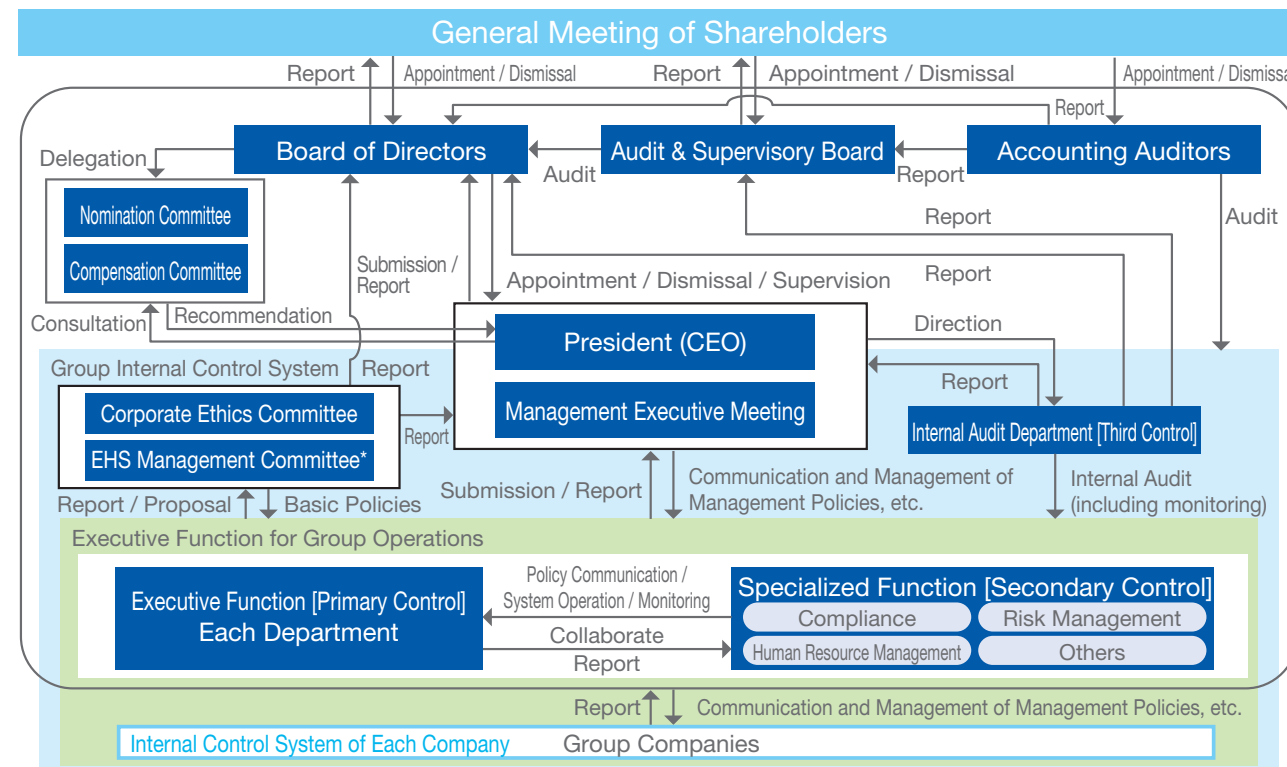 General Meeting of Shareholders
Report
Appointment / Dismissal
Report
Appointment / Dismissal
Appointment / Dismissa
Report
Board of Directors
Audit & Supervisory Board
Accounting Auditors
Delegation
Audit
Report
Nomination Committee
Compensation Committee
Report
Audit
Submission /
Report
Report
Appointment / Dismissal / Supervision
Consultation
Recommendation
Direction
President (CEO)
Management Executive Meeting
Group Internal Control System
Report
Report
Corporate Ethics Committee
EHS Management Committee*
Report
Internal Audit Department [Third Control]
Report / Proposal
Basic Policies
Submission / Report
Communication and Management of
Management Policies, etc.
Internal Audit
(including monitoring)
Executive Function for Group Operations
Executive Function [Primary Control]
Each Department
Policy Communication /
System Operation / Monitoring
Collaborate
Report
Specialized Function [Secondary Control]
Compliance
Risk Management
Human Resource Management
Others
Report
Communication and Management of Management Policies, etc.
Internal Control System of Each Company
Group Companies